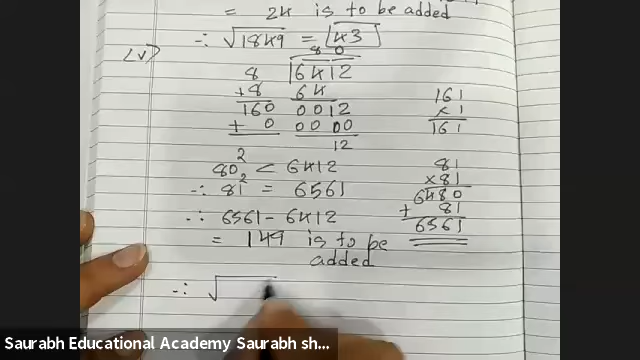 = 24 is to be added
∴ √1849 = 43
(v)
8 0
8 6412
+8 64
160 0012
+ 0 0000
12
161
× 1
161
80² < 6412
∴ 81² = 6561
∴ 6561 - 6412
= 149 is to be
added
81
×81
6480
+ 81
6561
∴ √
Saurabh Educational Academy Saurabh sh...